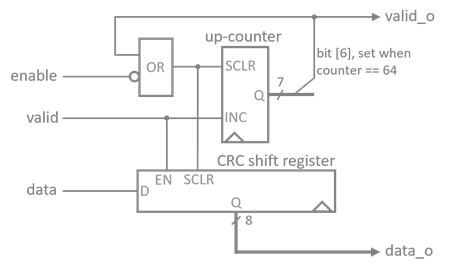 valid_o
up-counter
bit [6], set when
counter == 64
OR
SCLR
enable
7
Q
valid
INC
CRC shift register
EN SCLR
data
D
Q
8
data_o